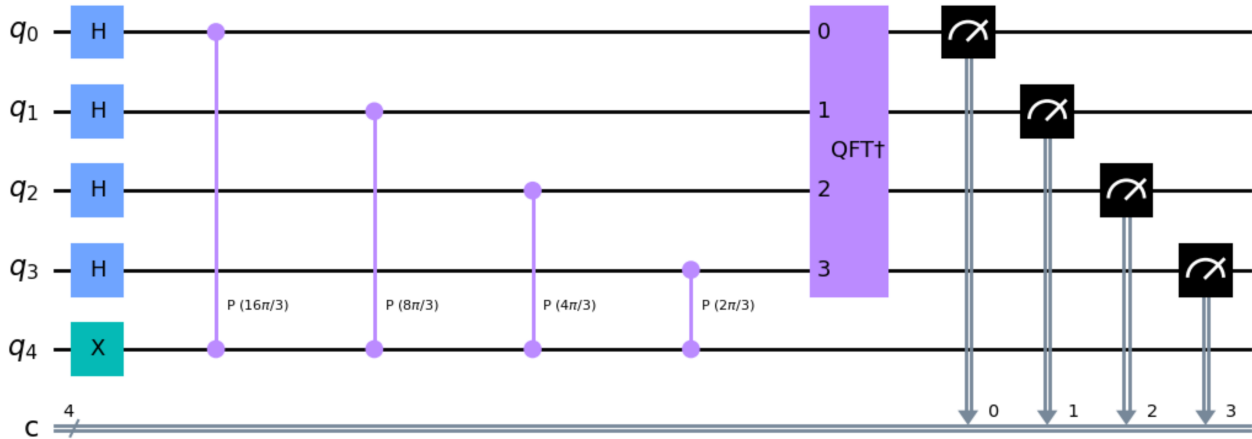 q0 H 0
q1 H 1
QFT†
q2 H 2
q3 H 3
P (16π/3) P (8π/3) P (4π/3) P (2π/3)
q4 X
4 0 1 2 3
c